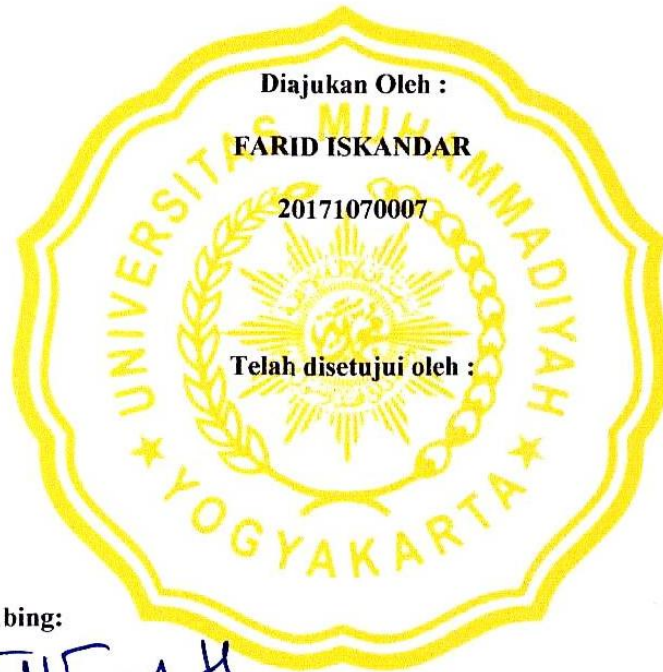 Diajukan Oleh :
FARID ISKANDAR
20171070007
UNIVERSITAS MUHAMMADIYAH
Telah disetujui oleh :
★ YOGYAKARTA ★
bing: